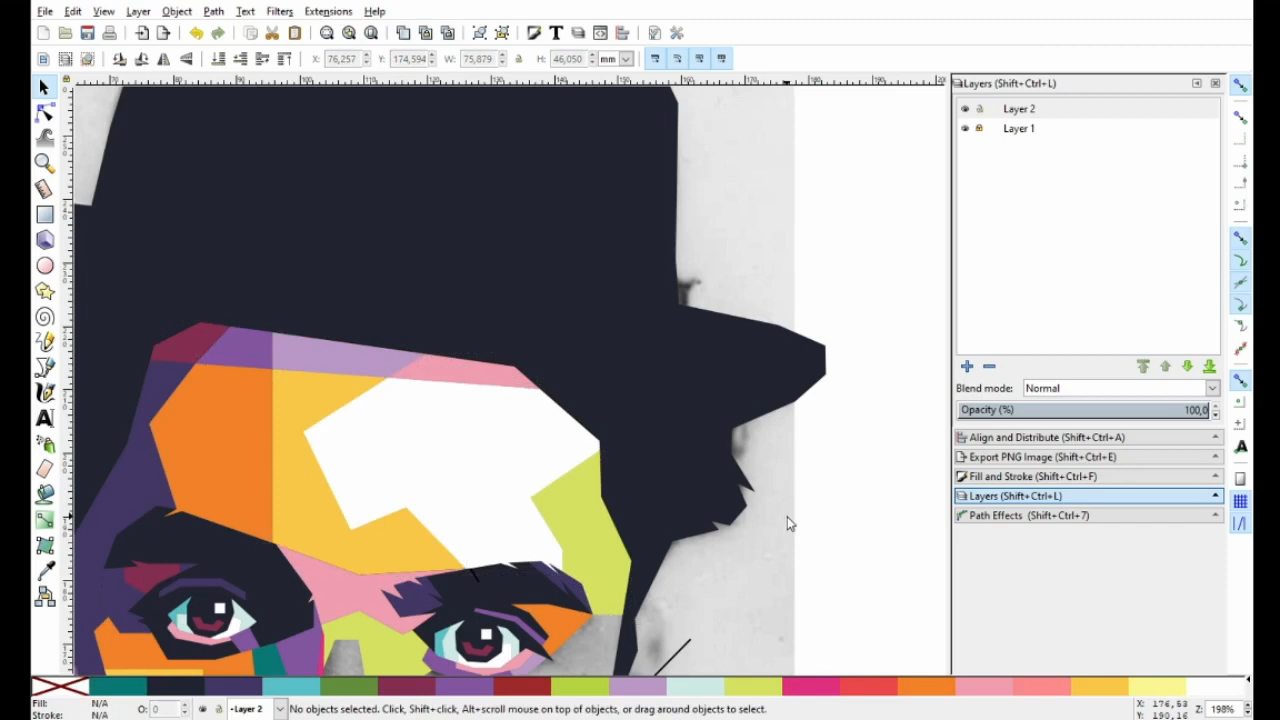 File Edit View Layer Object Path Text Filters Extensions Help
X: 76,257 Y: 174,594 W: 75,879 H: 46,050 mm
Layers (Shift+Ctrl+L)
Layer 2
Layer 1
Blend mode: Normal
Opacity (%) 100,0
Align and Distribute (Shift+Ctrl+A)
Export PNG Image (Shift+Ctrl+E)
Fill and Stroke (Shift+Ctrl+F)
Layers (Shift+Ctrl+L)
Path Effects (Shift+Ctrl+7)
Fill: N/A
Stroke: N/A
O: 0
Layer 2
No objects selected. Click, Shift+click, Alt+scroll mouse on top of objects, or drag around objects to select.
X: 176,53
Y: 190,16
Z: 198%